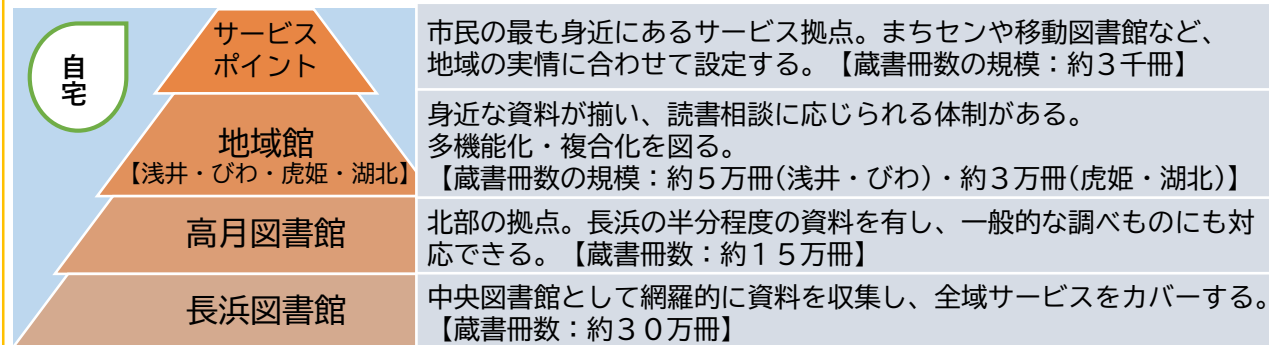 自宅
サービス
ポイント
市民の最も身近にあるサービス拠点。まちセンや移動図書館など、
地域の実情に合わせて設定する。【蔵書冊数の規模：約３千冊】
地域館
【浅井・びわ・虎姫・湖北】
身近な資料が揃い、読書相談に応じられる体制がある。
多機能化・複合化を図る。
【蔵書冊数の規模：約５万冊(浅井・びわ)・約３万冊(虎姫・湖北)】
高月図書館
北部の拠点。長浜の半分程度の資料を有し、一般的な調べものにも対
応できる。【蔵書冊数：約１５万冊】
長浜図書館
中央図書館として網羅的に資料を収集し、全域サービスをカバーする。
【蔵書冊数：約３０万冊】